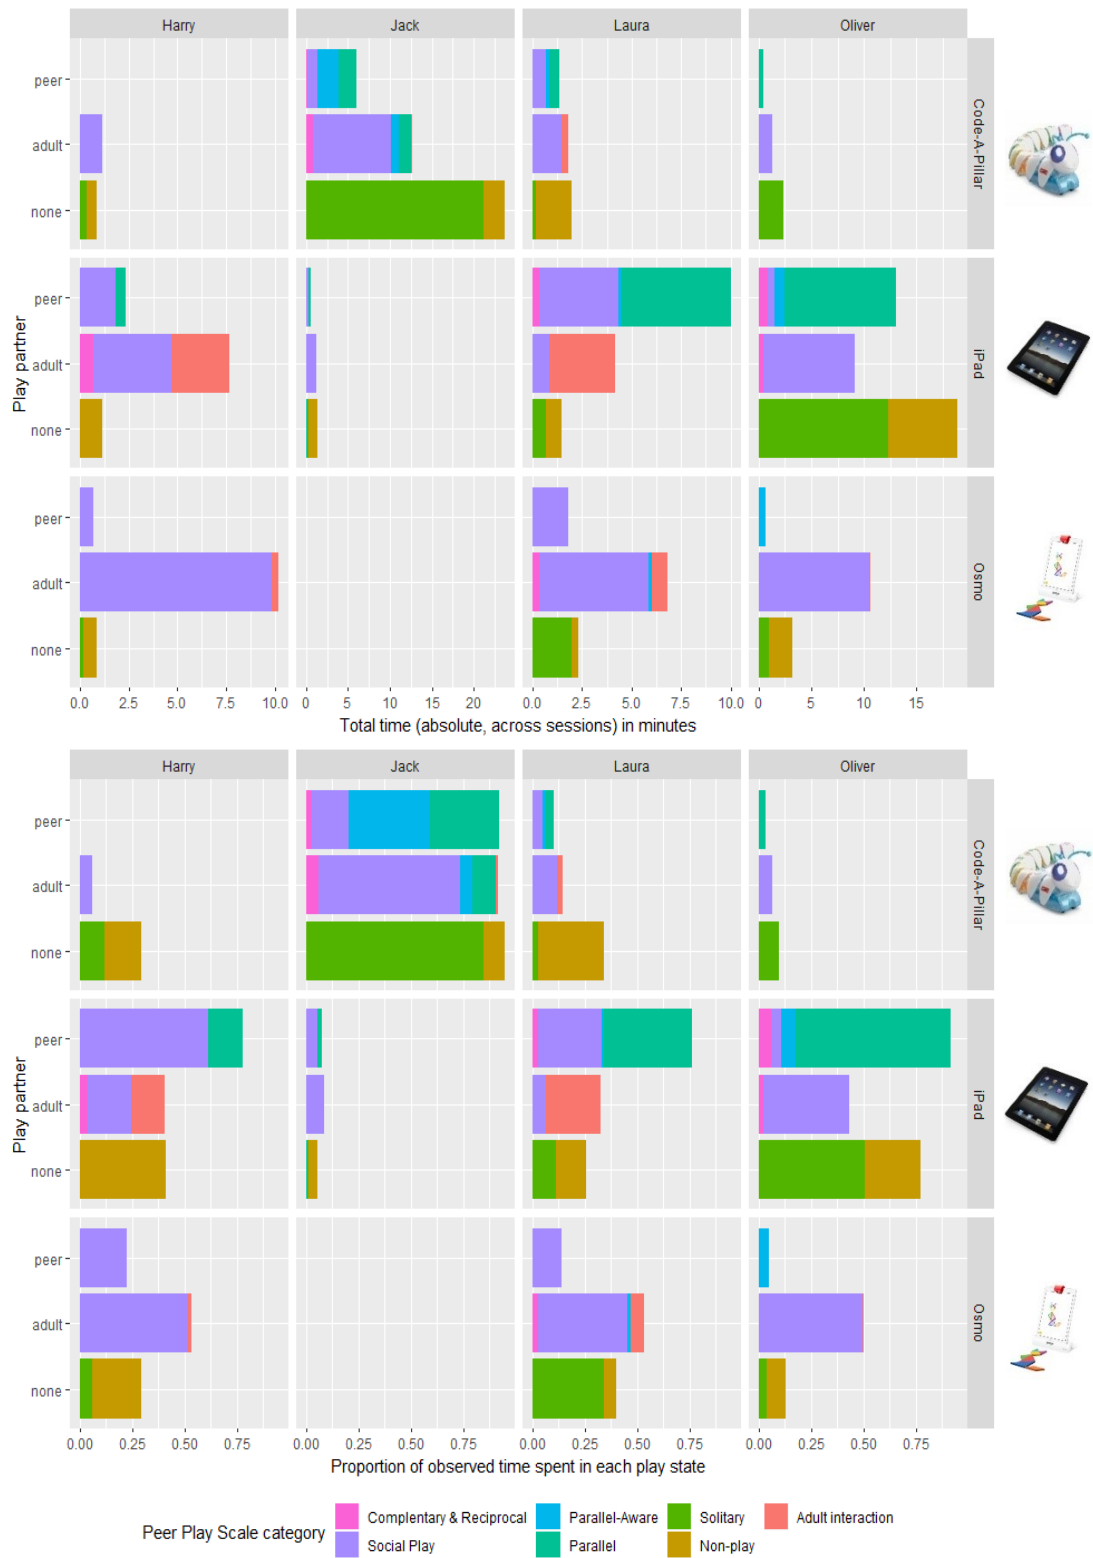 Harry Jack Laura Oliver
peer
adult
none
Code-A-Pillar
peer
adult
none
iPad
peer
adult
none
Osmo
Play partner
0.0 2.5 5.0 7.5 10.0 0 5 10 15 20 0.0 2.5 5.0 7.5 10.0 0 5 10 15
Total time (absolute, across sessions) in minutes
Harry Jack Laura Oliver
peer
adult
none
Code-A-Pillar
peer
adult
none
iPad
peer
adult
none
Osmo
Play partner
0.00 0.25 0.50 0.75 0.00 0.25 0.50 0.75 0.00 0.25 0.50 0.75 0.00 0.25 0.50 0.75
Proportion of observed time spent in each play state
Peer Play Scale category
Complentary & Reciprocal Parallel-Aware Solitary Adult interaction
Social Play Parallel Non-play